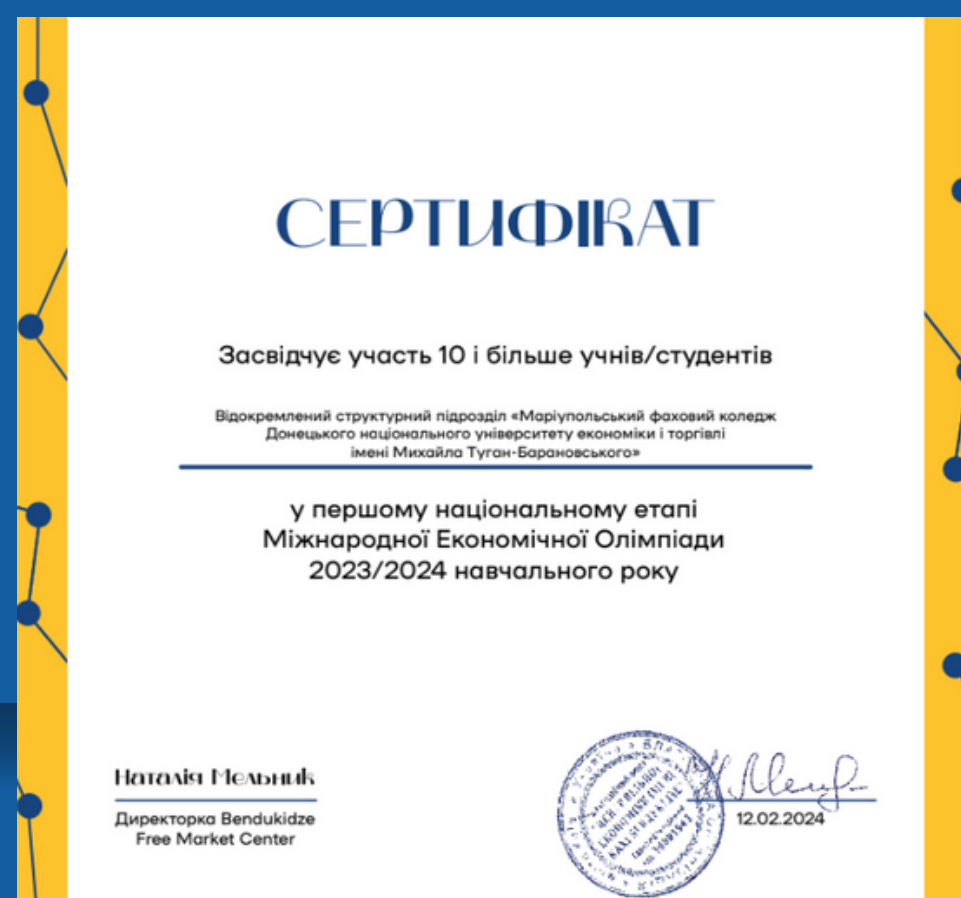 СЕРТИФІКАТ
Засвідчує участь 10 і більше учнів/студентів
Відокремлений структурний підрозділ «Маріупольський фаховий коледж
Донецького національного університету економіки і торгівлі
імені Михайла Туган-Барановського»
у першому національному етапі
Міжнародної Економічної Олімпіади
2023/2024 навчального року
Наталія Мельник
Директорка Bendukidze
Free Market Center
12.02.2024